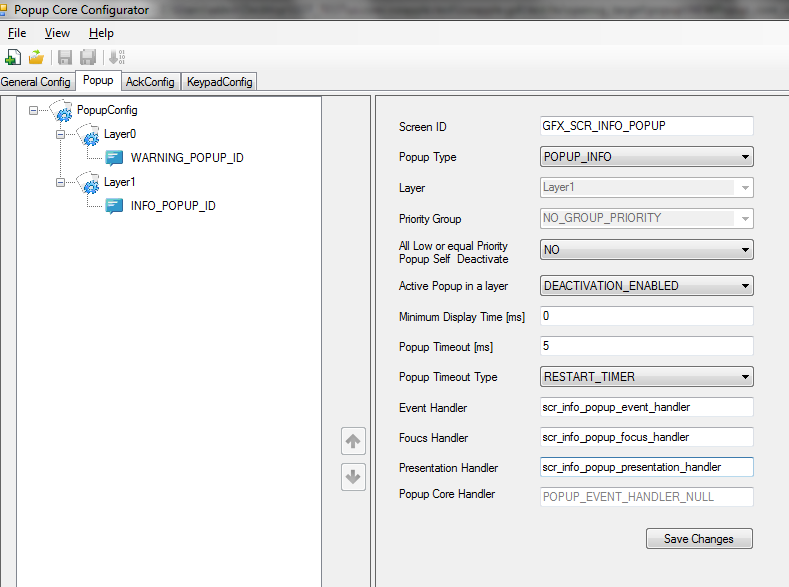 Popup Core Configurator
File View Help
General Config Popup AckConfig KeypadConfig
PopupConfig
Layer0
WARNING_POPUP_ID
Layer1
INFO_POPUP_ID
Screen ID GFX_SCR_INFO_POPUP
Popup Type POPUP_INFO
Layer Layer1
Priority Group NO_GROUP_PRIORITY
All Low or equal Priority
Popup Self Deactivate NO
Active Popup in a layer DEACTIVATION_ENABLED
Minimum Display Time [ms] 0
Popup Timeout [ms] 5
Popup Timeout Type RESTART_TIMER
Event Handler scr_info_popup_event_handler
Foucs Handler scr_info_popup_focus_handler
Presentation Handler scr_info_popup_presentation_handler
Popup Core Handler POPUP_EVENT_HANDLER_NULL
Save Changes